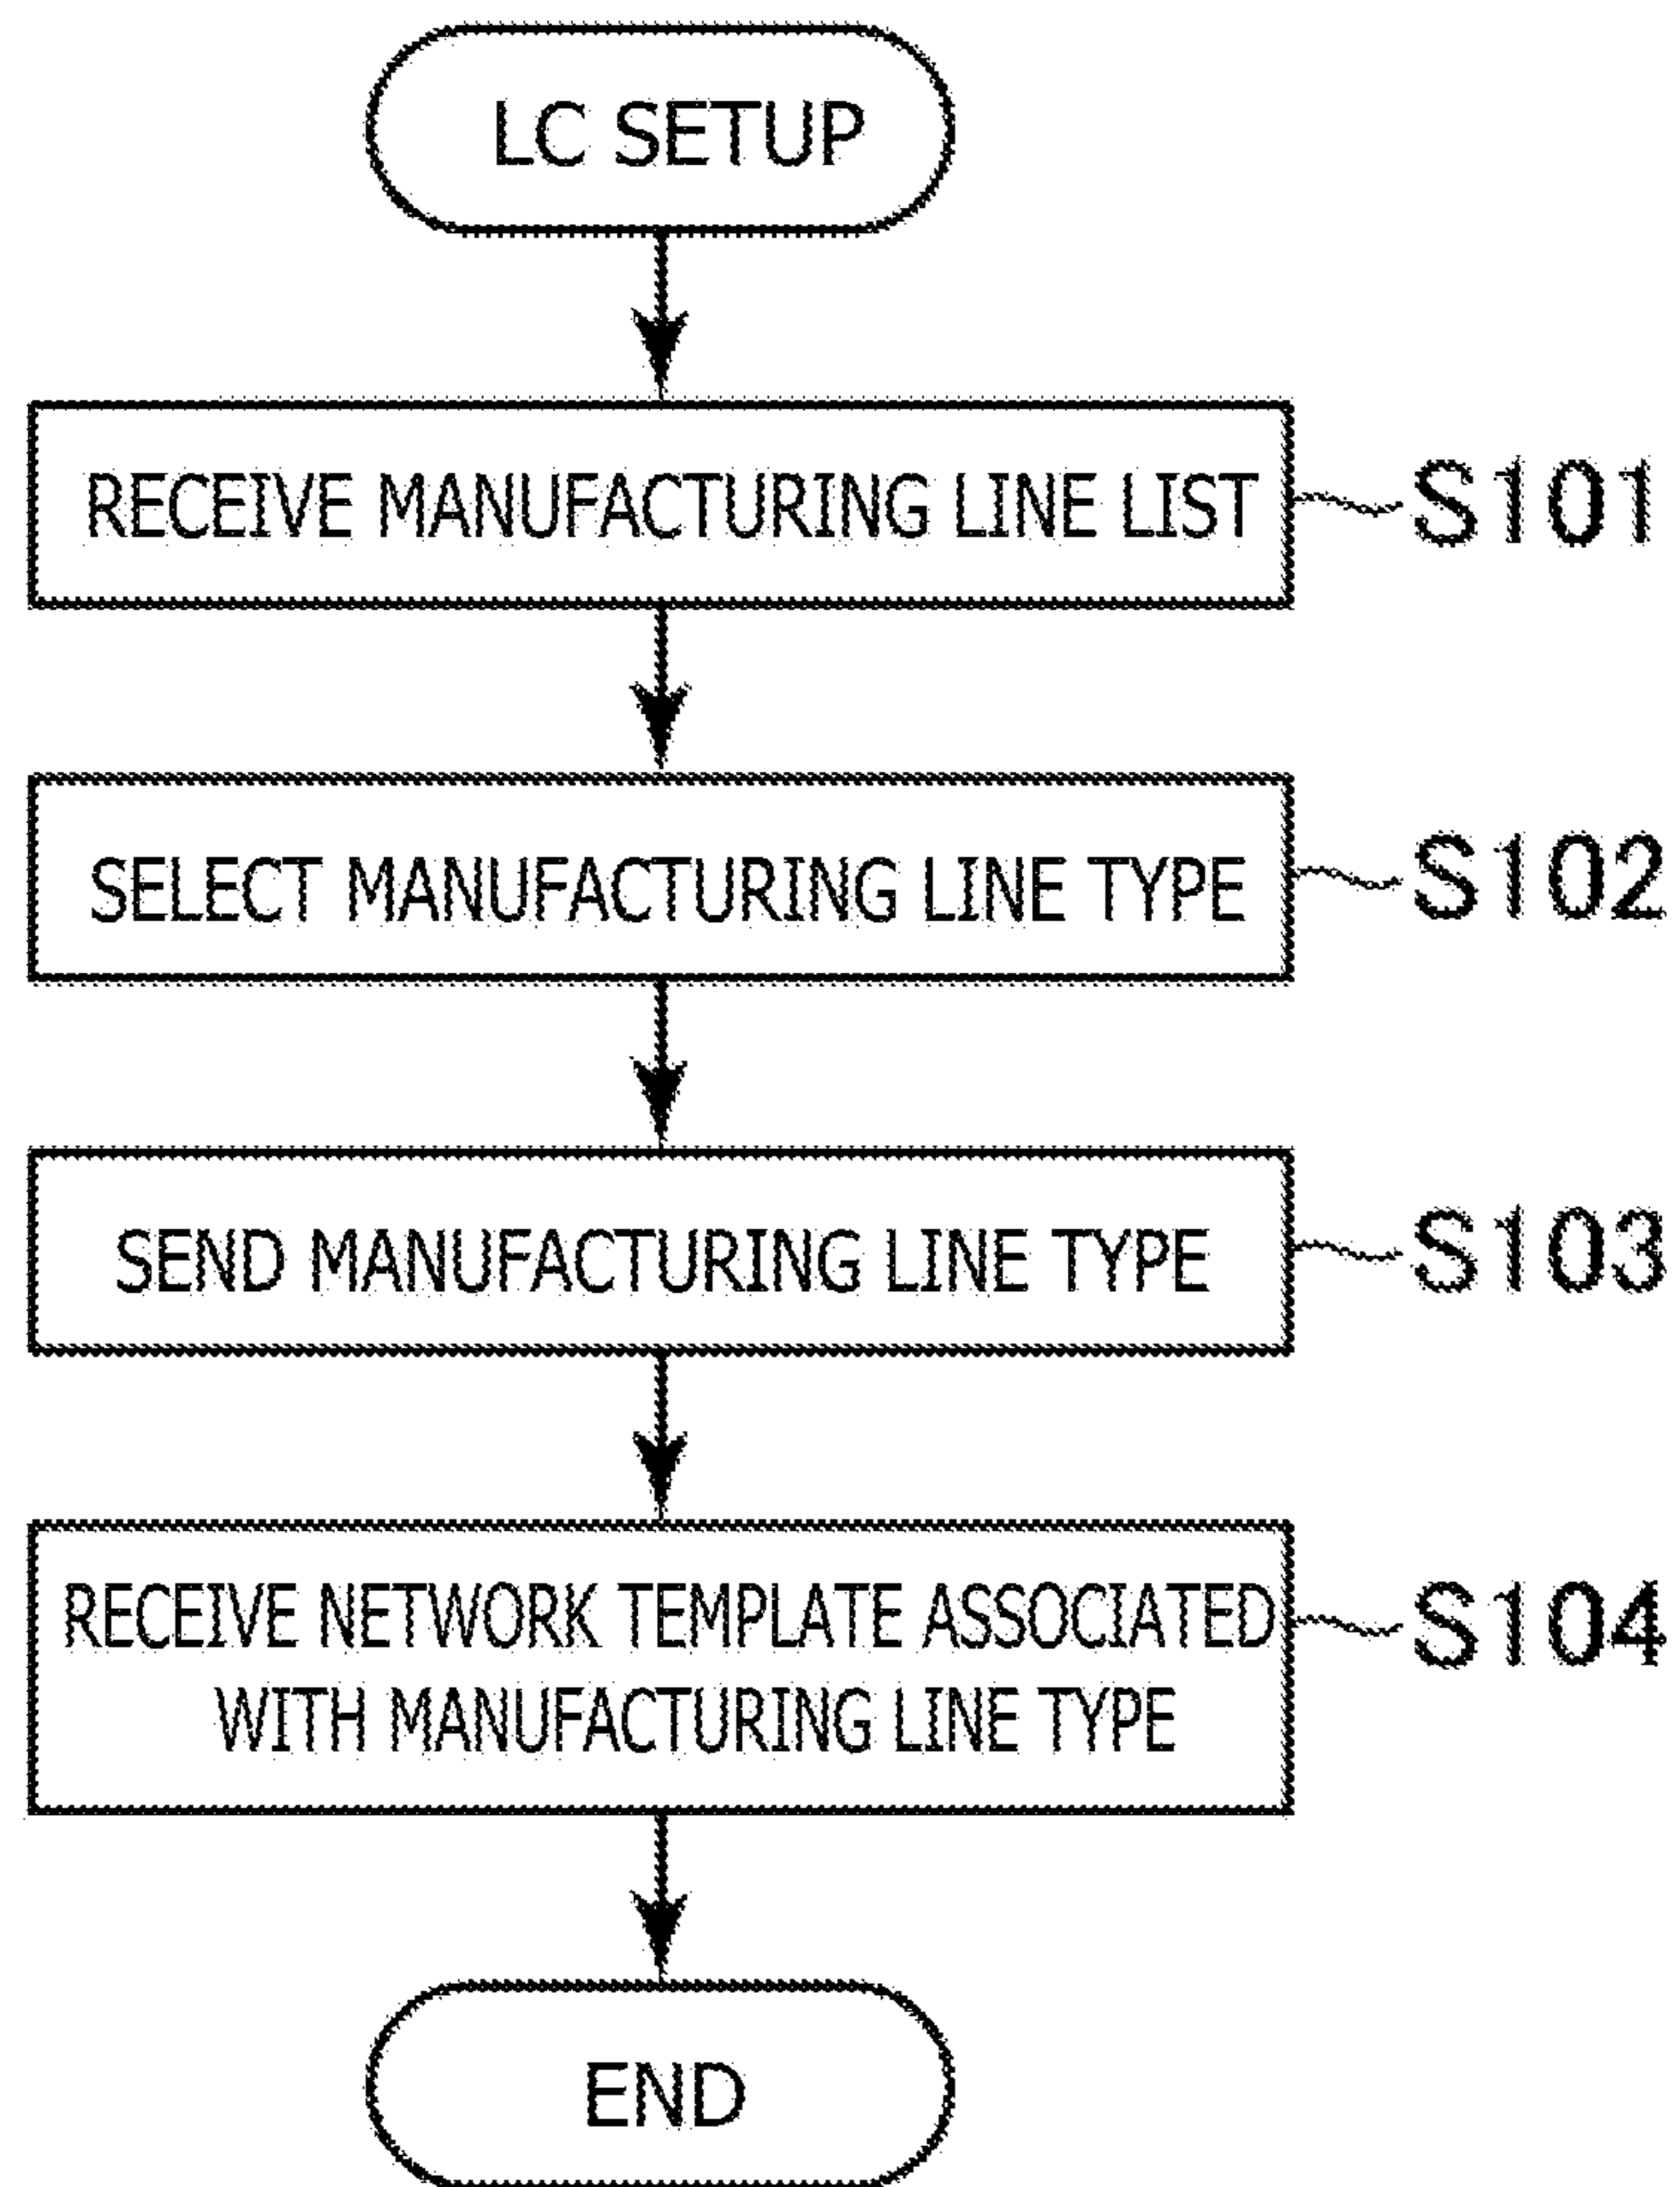 LC SETUP
RECEIVE MANUFACTURING LINE LIST
S101
SELECT MANUFACTURING LINE TYPE
S102
SEND MANUFACTURING LINE TYPE
S103
RECEIVE NETWORK TEMPLATE ASSOCIATED
WITH MANUFACTURING LINE TYPE
S104
END